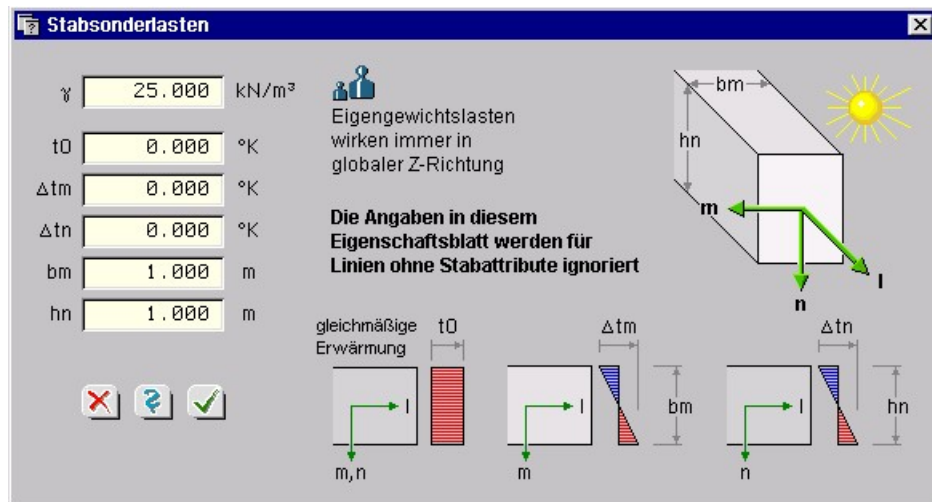 Stabsonderlasten
γ 25.000 kN/m³
t0 0.000 °K
Δtm 0.000 °K
Δtn 0.000 °K
bm 1.000 m
hn 1.000 m
Eigengewichtslasten
wirken immer in
globaler Z-Richtung
Die Angaben in diesem
Eigenschaftsblatt werden für
Linien ohne Stabattribute ignoriert
bm
hn
m
n
l
gleichmäßige
Erwärmung
t0
l
m,n
Δtm
l
bm
m
Δtn
l
hn
n